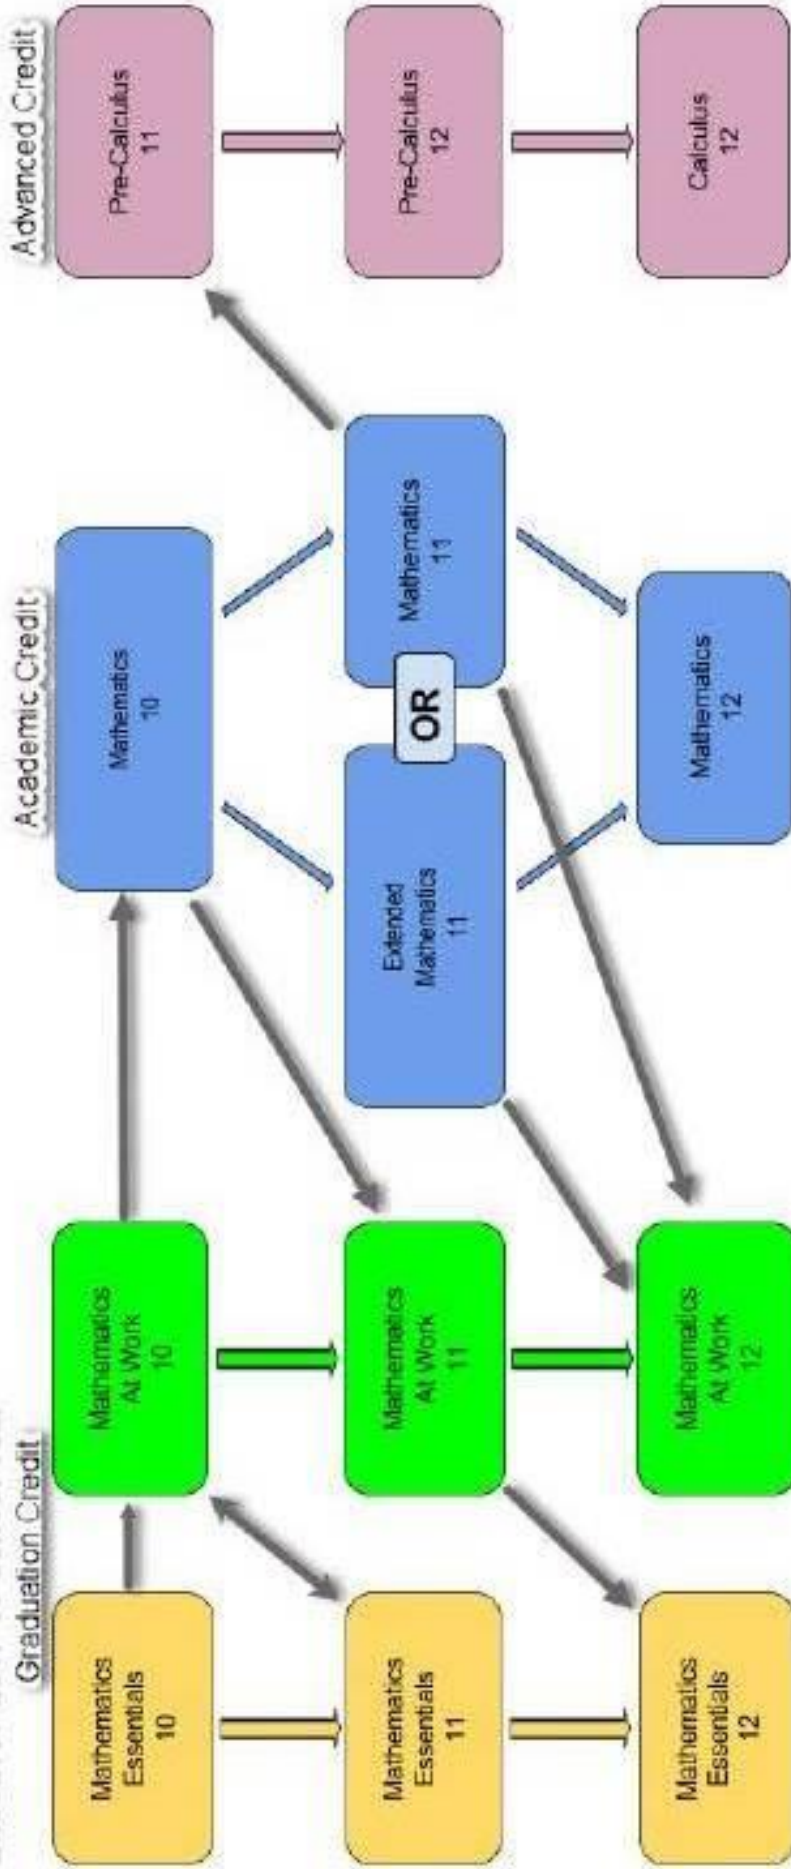 Graduation Credit
Academic Credit
Advanced Credit
Mathematics
Essentials
10
Mathematics
At Work
10
Mathematics
10
Pre-Calculus
11
Mathematics
Essentials
11
Mathematics
At Work
11
Extended
Mathematics
11
OR
Mathematics
11
Pre-Calculus
12
Mathematics
Essentials
12
Mathematics
At Work
12
Mathematics
12
Calculus
12